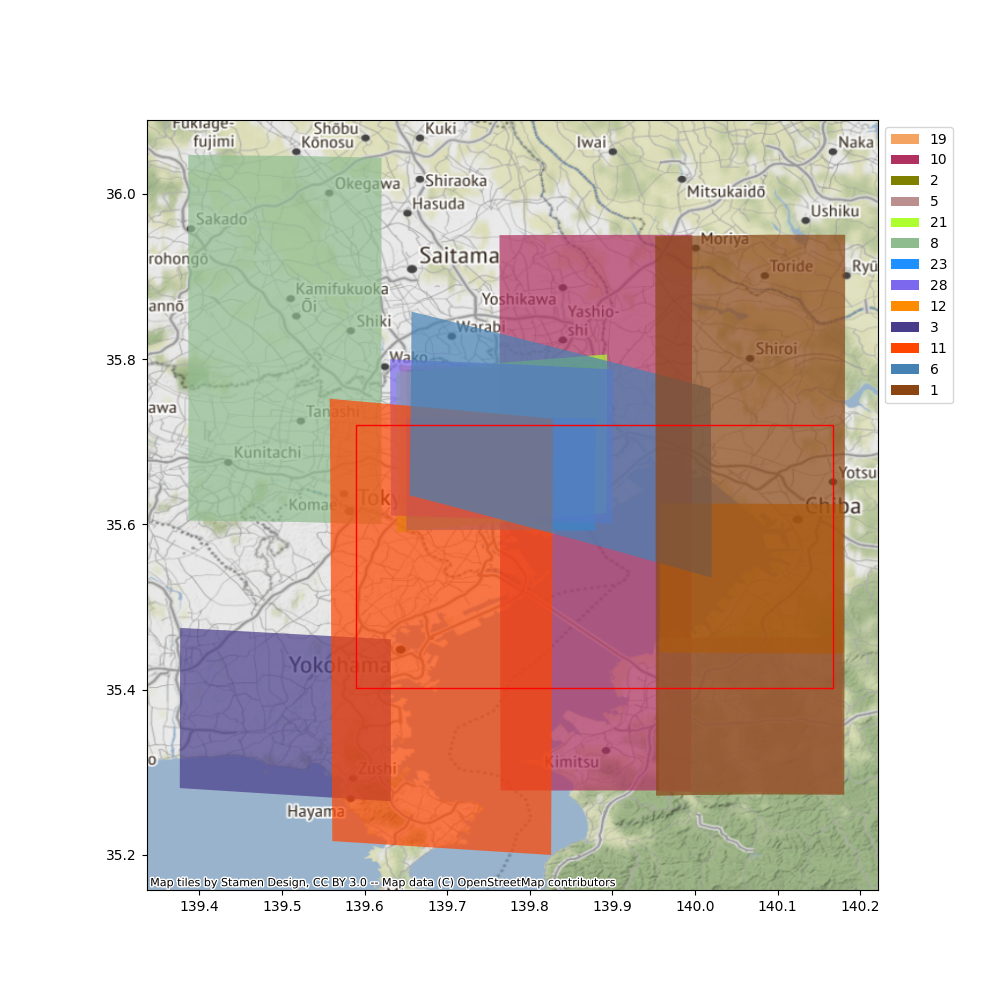 Fukiage-
fujimi
Shōbu
Kōnosu
Kuki
Iwai
Naka
Okegawa
Shiraoka
Mitsukaidō
Hasuda
Sakado
Ushiku
rohongō
Saitama
Moriya
Toride
Ryū
Kamifukuoka
Ōi
annō
Yoshikawa
Yashio-
shi
Shiki
Warabi
Wako
Shiroi
awa
Tanashi
Kunitachi
Yotsu
Komae
Toky
Chiba
Yokohama
Kimitsu
o
Zushi
Hayama
Map tiles by Stamen Design, CC BY 3.0 -- Map data (C) OpenStreetMap contributors
36.0
35.8
35.6
35.4
35.2
139.4 139.5 139.6 139.7 139.8 139.9 140.0 140.1 140.2
19
10
2
5
21
8
23
28
12
3
11
6
1